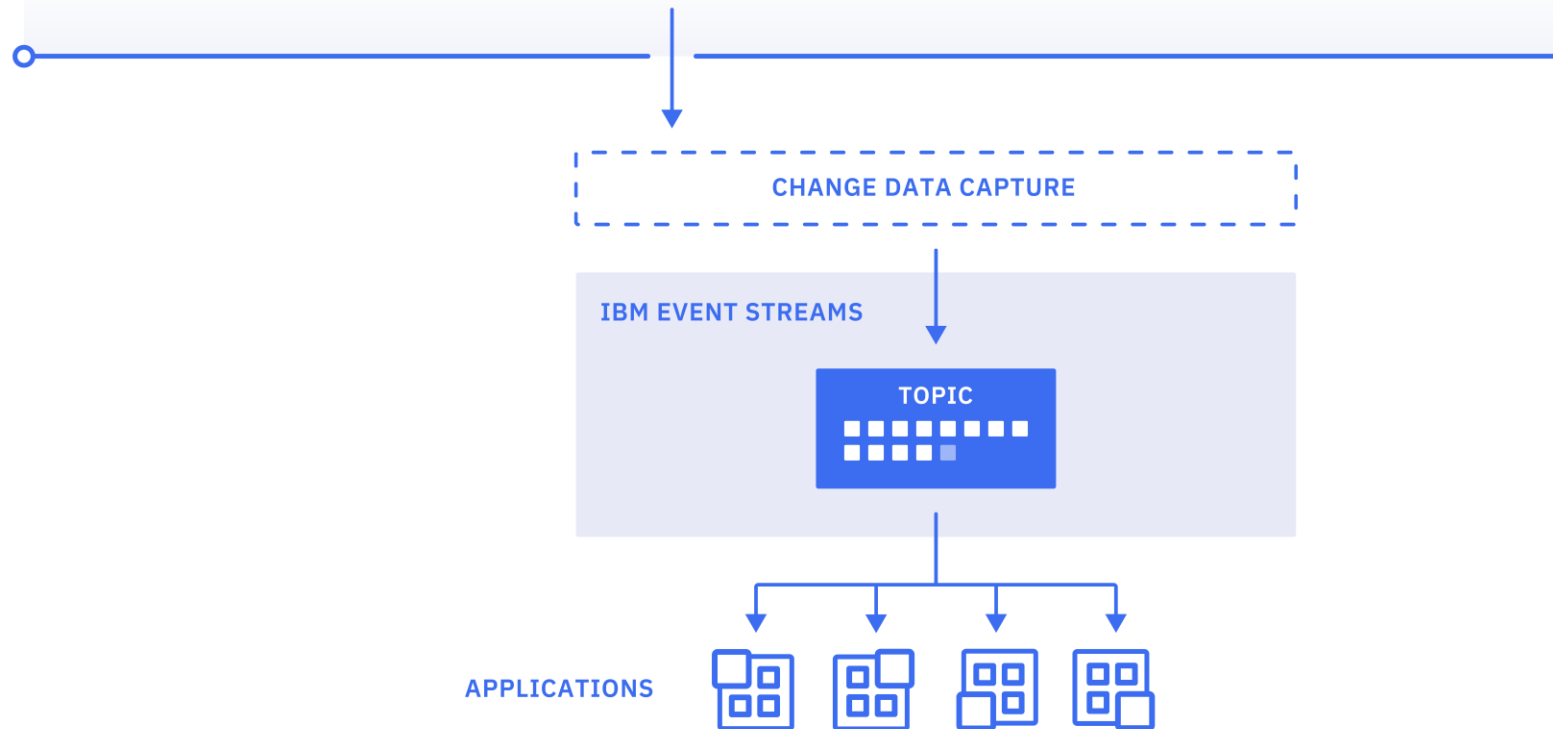 CHANGE DATA CAPTURE
IBM EVENT STREAMS
TOPIC
APPLICATIONS